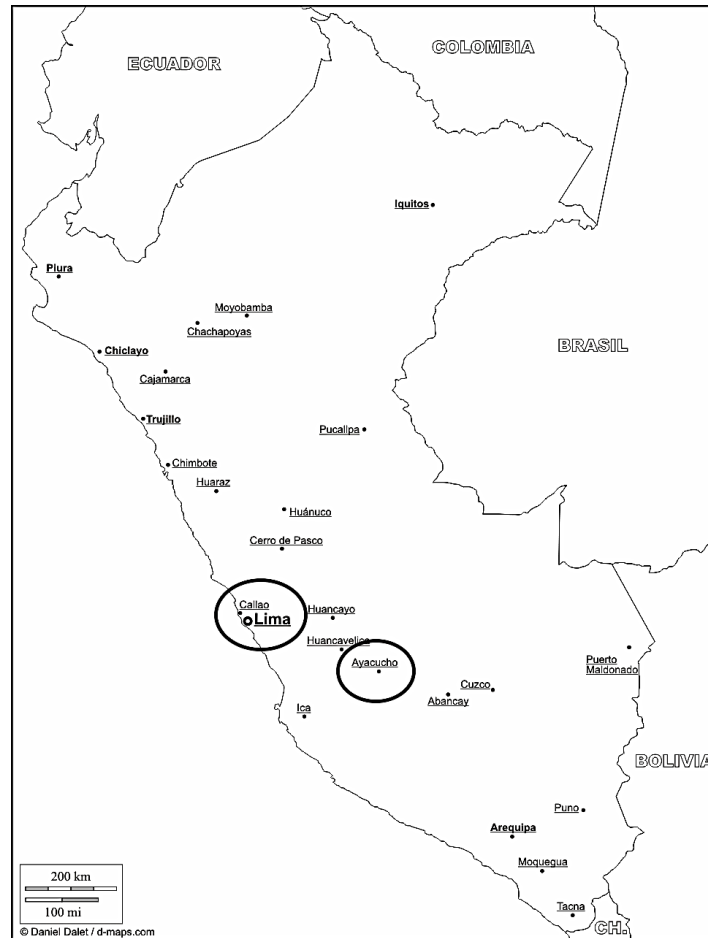 COLOMBIA
ECUADOR
Iquitos
Piura
Moyobamba
Chachapoyas
Chiclayo
BRASIL
Cajamarca
Trujillo
Pucallpa
Chimbote
Huaraz
Huánuco
Cerro de Pasco
Callao
Lima
Huancayo
Huancavelica
Ayacucho
Puerto
Maldonado
Cuzco
Abancay
Ica
BOLIVIA
Puno
Arequipa
Moquegua
Tacna
CH.
200 km
100 mi
© Daniel Dalet / d-maps.com